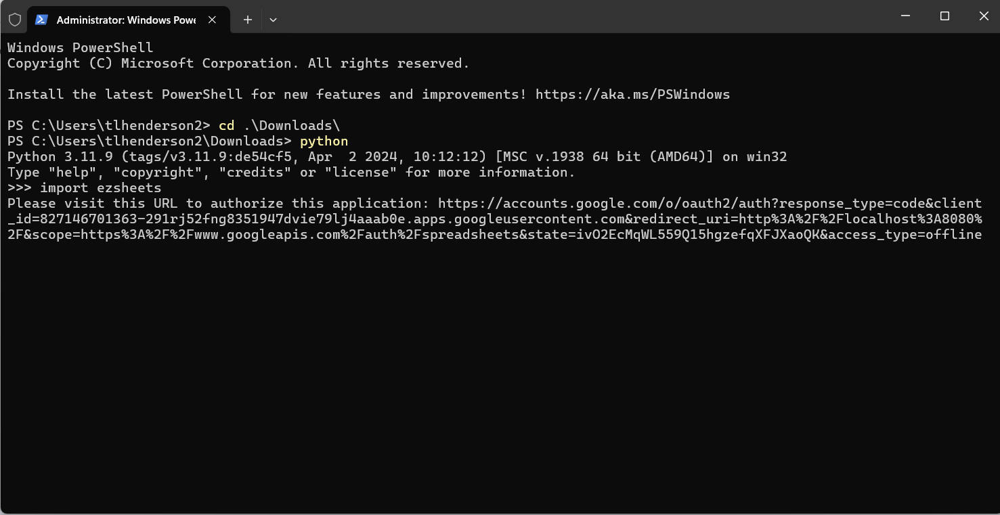 Administrator: Windows Powe
Windows PowerShell
Copyright (C) Microsoft Corporation. All rights reserved.
Install the latest PowerShell for new features and improvements! https://aka.ms/PSWindows
PS C:\Users\tlhenderson2> cd .\Downloads\
PS C:\Users\tlhenderson2\Downloads> python
Python 3.11.9 (tags/v3.11.9:de54cf5, Apr  2 2024, 10:12:12) [MSC v.1938 64 bit (AMD64)] on win32
Type "help", "copyright", "credits" or "license" for more information.
>>> import ezsheets
Please visit this URL to authorize this application: https://accounts.google.com/o/oauth2/auth?response_type=code&client
_id=827146701363-291rj52fng8351947dvie79lj4aaab0e.apps.googleusercontent.com&redirect_uri=http%3A%2F%2Flocalhost%3A8080%
2F&scope=https%3A%2F%2Fwww.googleapis.com%2Fauth%2Fspreadsheets&state=ivO2EcMqWL559Q15hgzefqXFJXaoQK&access_type=offline